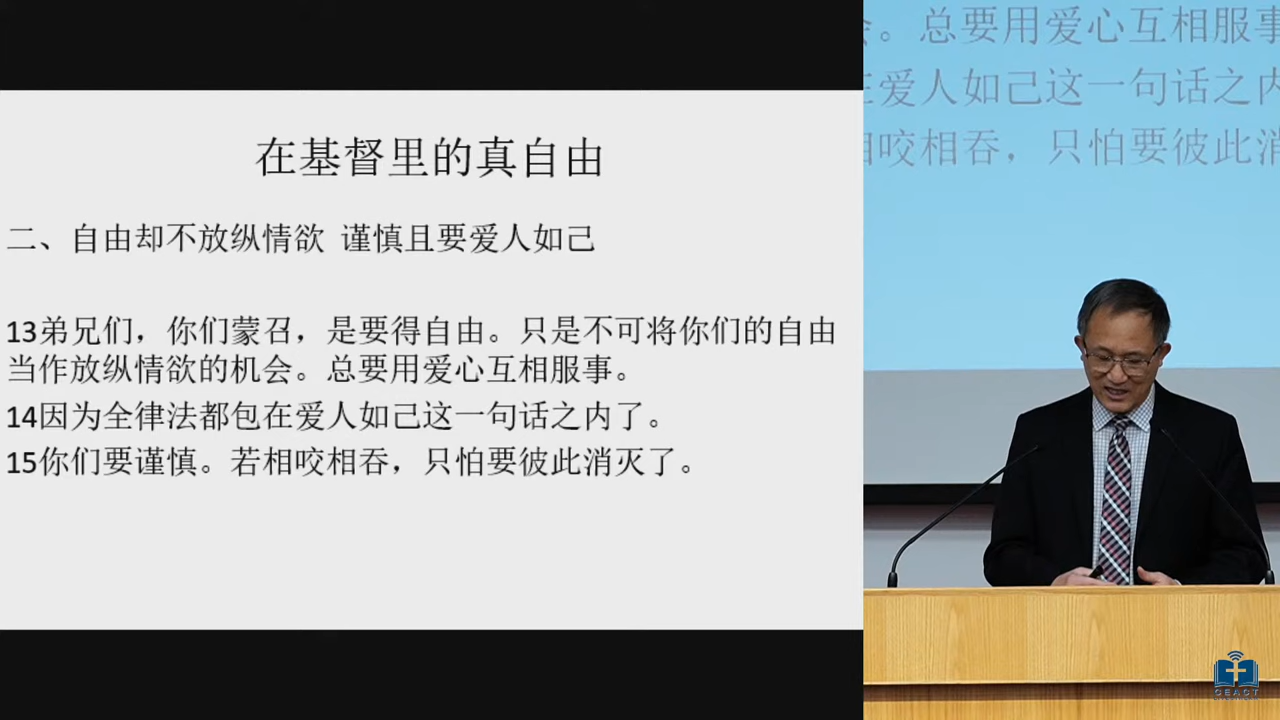 在基督里的真自由
二、自由却不放纵情欲 谨慎且要爱人如己
13弟兄们，你们蒙召，是要得自由。只是不可将你们的自由
当作放纵情欲的机会。总要用爱心互相服事。
14因为全律法都包在爱人如己这一句话之内了。
15你们要谨慎。若相咬相吞，只怕要彼此消灭了。
。总要用爱心互相服事
爱人如己这一句话之内
相咬相吞，只怕要彼此消
CEACT